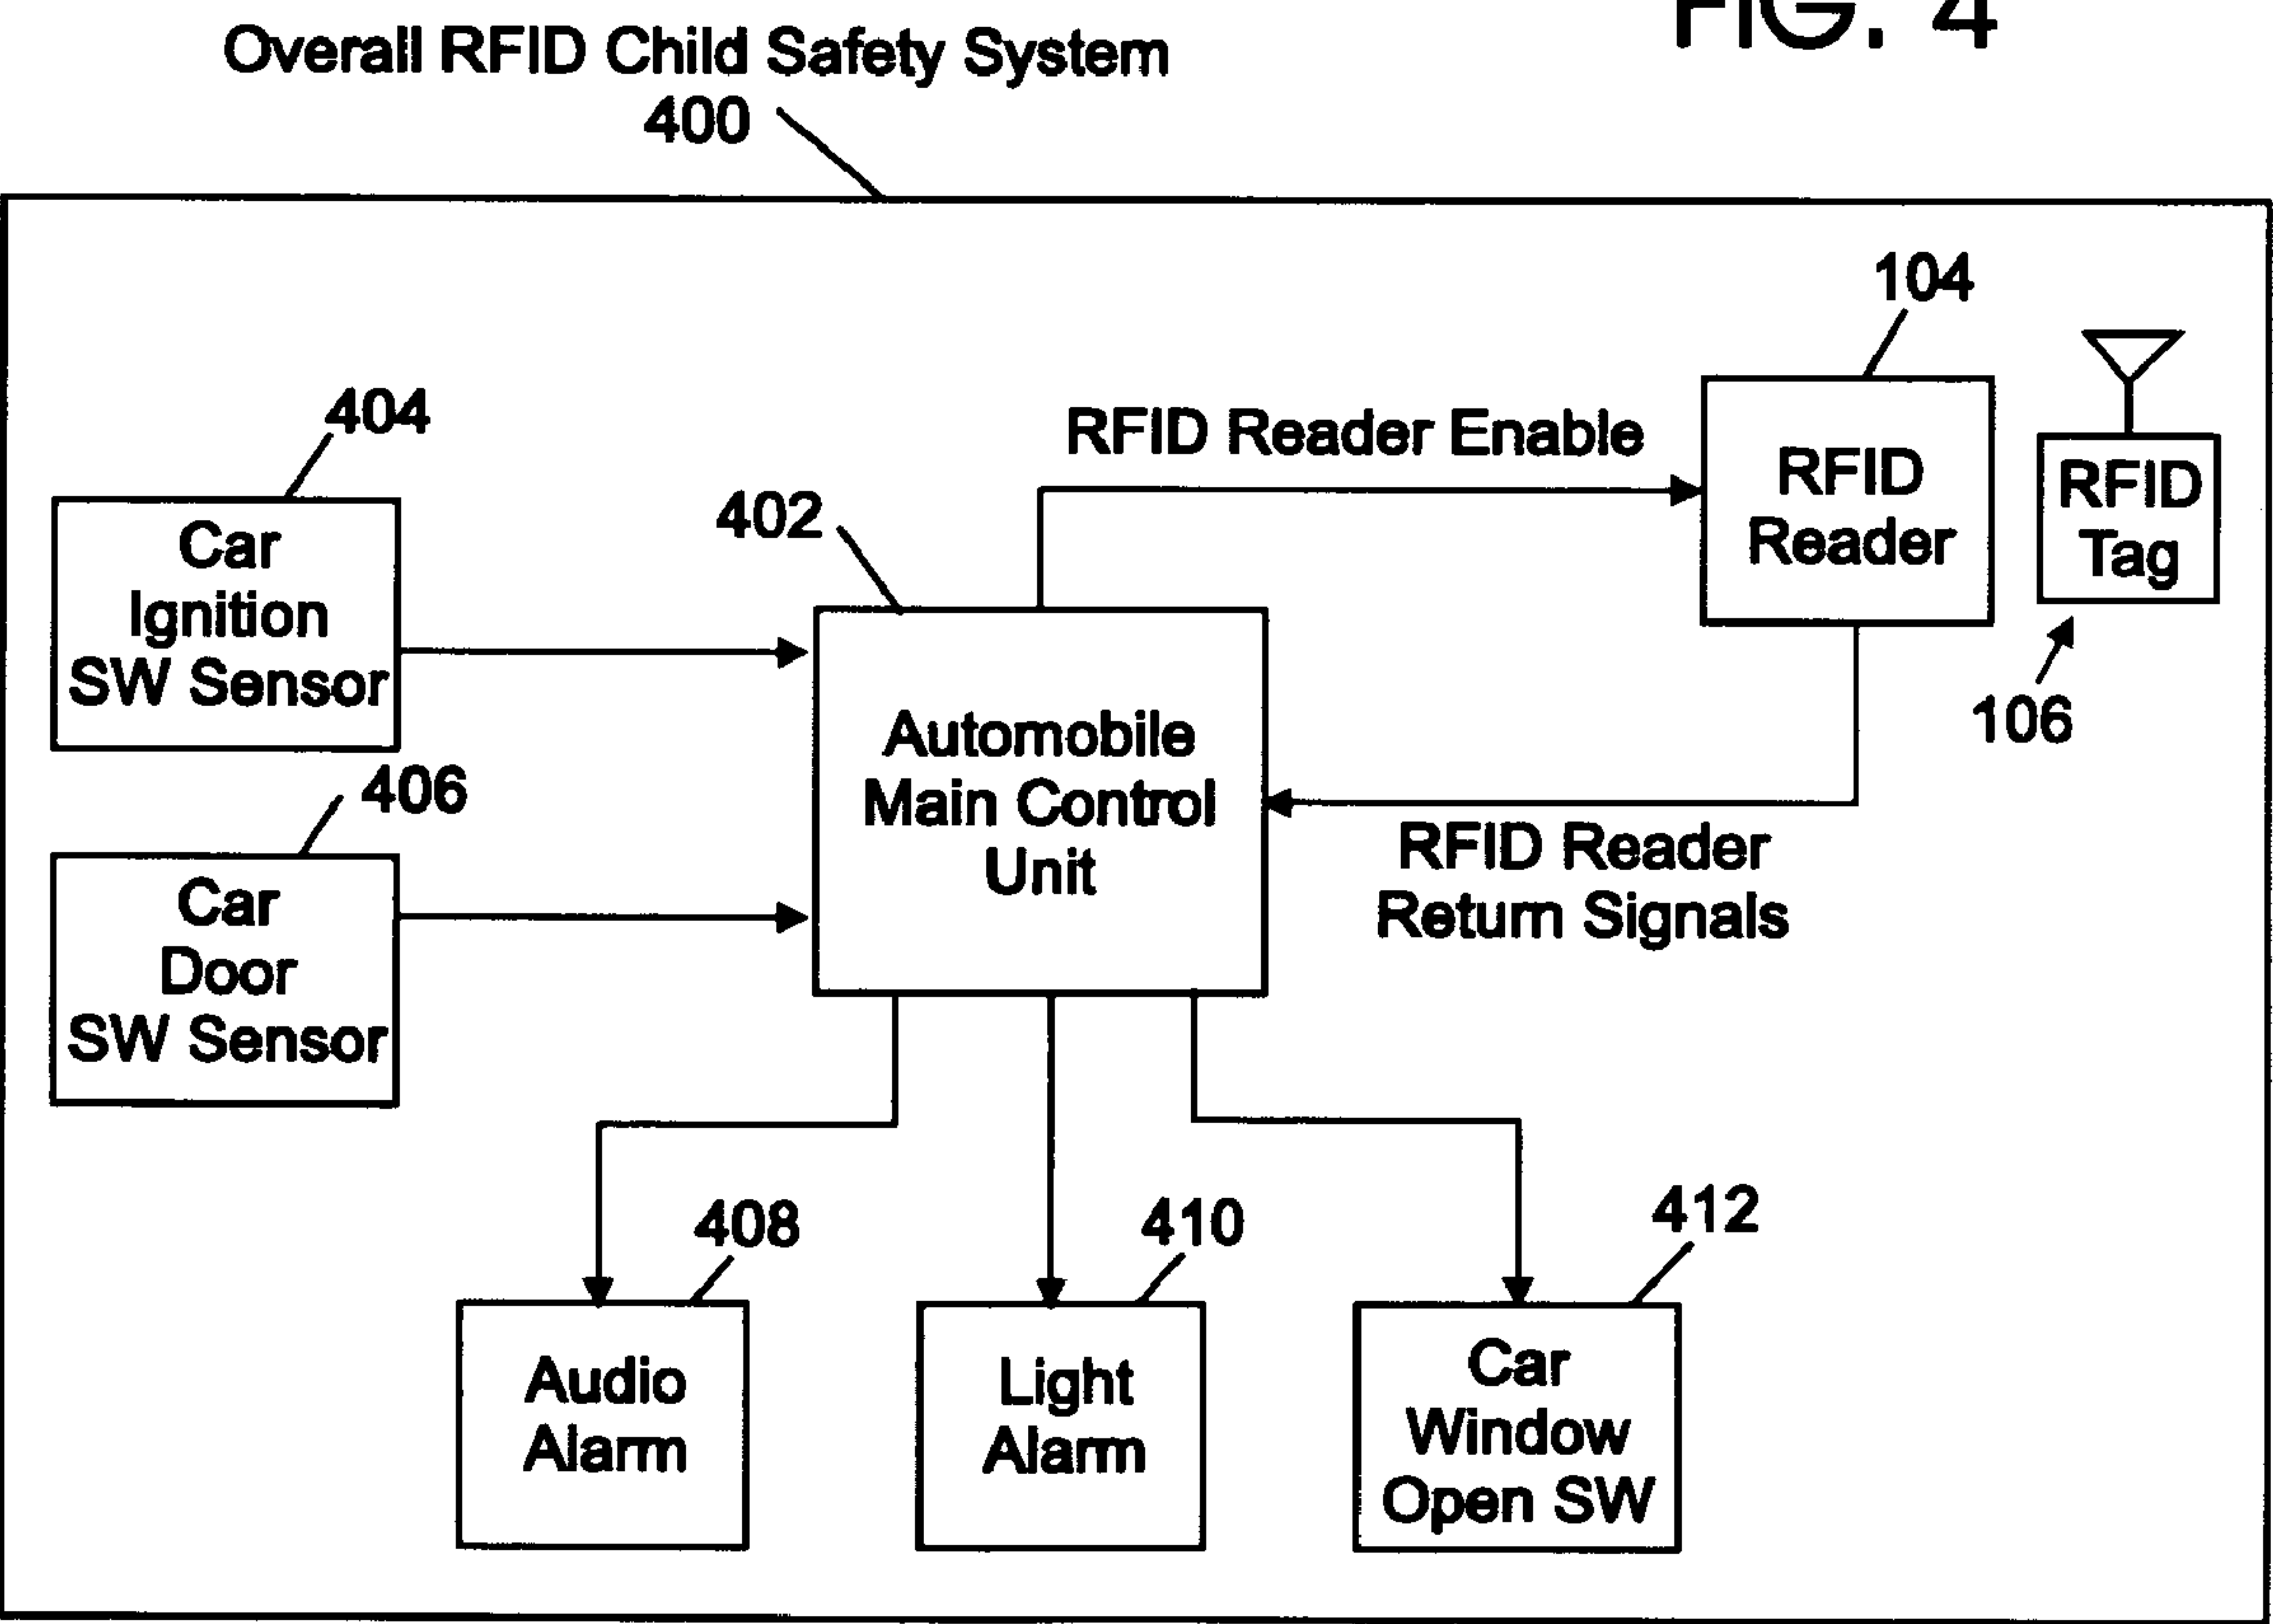 FIG. 4
Overall RFID Child Safety System
400
104
404
RFID Reader Enable
RFID
Reader
RFID
Tag
402
Car
Ignition
SW Sensor
106
Automobile
Main Control
Unit
406
RFID Reader
Return Signals
Car
Door
SW Sensor
408
410
412
Audio
Alarm
Light
Alarm
Car
Window
Open SW